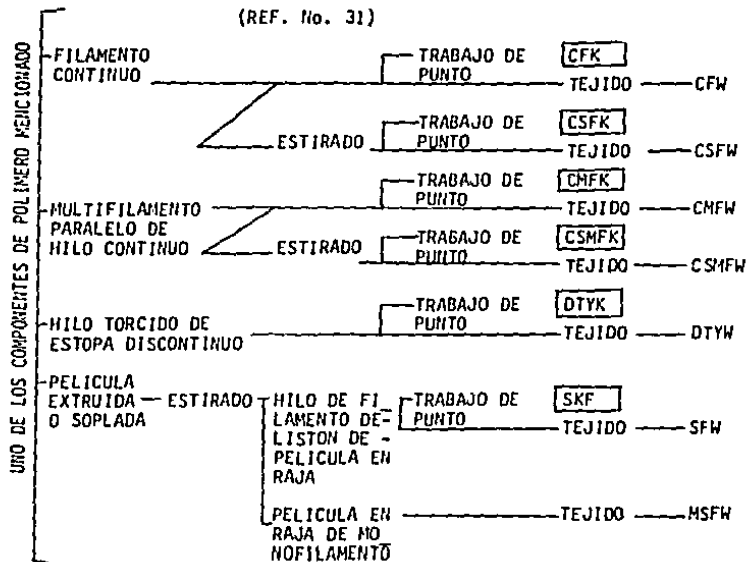 (REF. No. 31)
UNO DE LOS COMPONENTES DE POLIMERO MENCIONADO
FILAMENTO CONTINUO
TRABAJO DE PUNTO CFK
TEJIDO CFW
ESTIRADO
TRABAJO DE PUNTO CSFK
TEJIDO CSFW
MULTIFILAMENTO PARALELO DE HILO CONTINUO
TRABAJO DE PUNTO CMFK
TEJIDO CMFW
ESTIRADO
TRABAJO DE PUNTO CSMFK
TEJIDO CSMFW
HILO TORCIDO DE ESTOPA DISCONTINUO
TRABAJO DE PUNTO DTYK
TEJIDO DTYW
PELICULA EXTRUIDA O SOPLADA
ESTIRADO
HILO DE FI_
LAMENTO DE-
LISTON DE -
PELICULA EN
RAJA
TRABAJO DE PUNTO SKF
TEJIDO SFW
PELICULA EN
RAJA DE MO_
NOFILAMENTO
TEJIDO MSFW